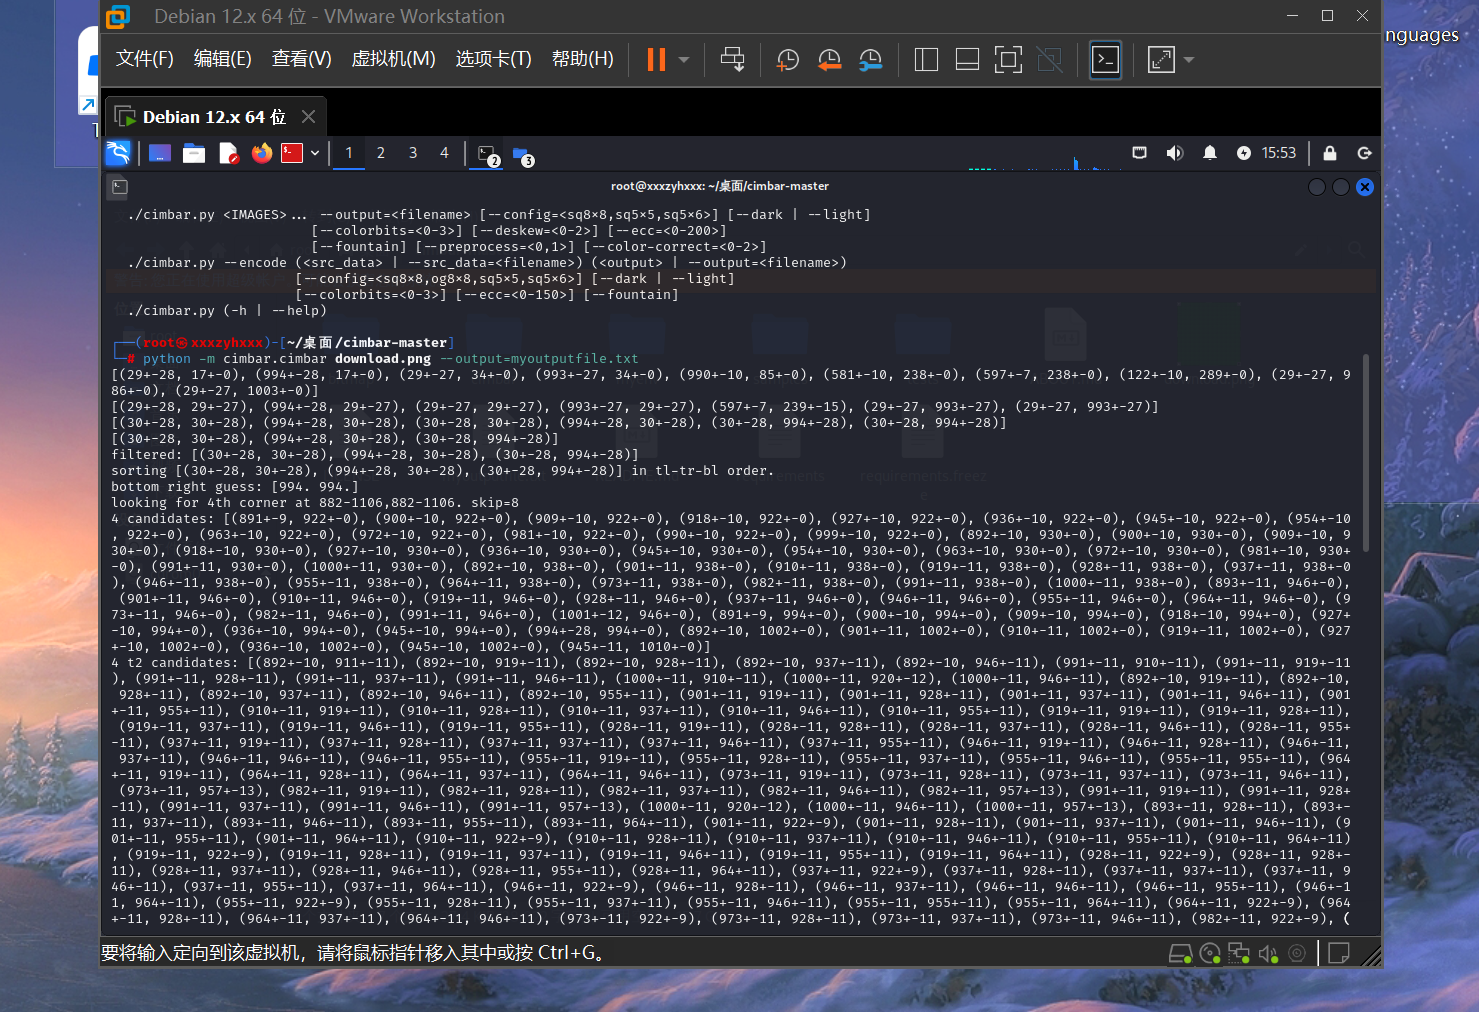 nguages
Debian 12.x 64 位 - VMware Workstation
文件(F) 编辑(E) 查看(V) 虚拟机(M) 选项卡(T) 帮助(H)
Debian 12.x 64 位
1 2 3 4 2 3 15:53
root@xxxzyhxxx: ~/桌面/cimbar-master
./cimbar.py <IMAGES>... --output=<filename> [--config=<sq8×8,sq5×5,sq5×6>] [--dark | --light]
[--colorbits=<0-3>] [--deskew=<0-2>] [--ecc=<0-200>]
[--fountain] [--preprocess=<0,1>] [--color-correct=<0-2>]
./cimbar.py --encode (<src_data> | --src_data=<filename>) (<output> | --output=<filename>)
[--config=<sq8×8,og8×8,sq5×5,sq5×6>] [--dark | --light]
[--colorbits=<0-3>] [--ecc=<0-150>] [--fountain]
./cimbar.py (-h | --help)
(root㉿xxxzyhxxx)-[~/桌面/cimbar-master]
# python -m cimbar.cimbar download.png --output=myoutputfile.txt
[(29+-28, 17+-0), (994+-28, 17+-0), (29+-27, 34+-0), (993+-27, 34+-0), (990+-10, 85+-0), (581+-10, 238+-0), (597+-7, 238+-0), (122+-10, 289+-0), (29+-27, 9
86+-0), (29+-27, 1003+-0)]
[(29+-28, 29+-27), (994+-28, 29+-27), (29+-27, 29+-27), (993+-27, 29+-27), (597+-7, 239+-15), (29+-27, 993+-27), (29+-27, 993+-27)]
[(30+-28, 30+-28), (994+-28, 30+-28), (30+-28, 30+-28), (994+-28, 30+-28), (30+-28, 994+-28), (30+-28, 994+-28)]
[(30+-28, 30+-28), (994+-28, 30+-28), (30+-28, 994+-28)]
filtered: [(30+-28, 30+-28), (994+-28, 30+-28), (30+-28, 994+-28)]
sorting [(30+-28, 30+-28), (994+-28, 30+-28), (30+-28, 994+-28)] in tl-tr-bl order.
bottom right guess: [994. 994.]
looking for 4th corner at 882-1106,882-1106. skip=8
4 candidates: [(891+-9, 922+-0), (900+-10, 922+-0), (909+-10, 922+-0), (918+-10, 922+-0), (927+-10, 922+-0), (936+-10, 922+-0), (945+-10, 922+-0), (954+-10
, 922+-0), (963+-10, 922+-0), (972+-10, 922+-0), (981+-10, 922+-0), (990+-10, 922+-0), (999+-10, 922+-0), (892+-10, 930+-0), (900+-10, 930+-0), (909+-10, 9
30+-0), (918+-10, 930+-0), (927+-10, 930+-0), (936+-10, 930+-0), (945+-10, 930+-0), (954+-10, 930+-0), (963+-10, 930+-0), (972+-10, 930+-0), (981+-10, 930+
-0), (991+-11, 930+-0), (1000+-11, 930+-0), (892+-10, 938+-0), (901+-11, 938+-0), (910+-11, 938+-0), (919+-11, 938+-0), (928+-11, 938+-0), (937+-11, 938+-0
), (946+-11, 938+-0), (955+-11, 938+-0), (964+-11, 938+-0), (973+-11, 938+-0), (982+-11, 938+-0), (991+-11, 938+-0), (1000+-11, 938+-0), (893+-11, 946+-0),
(901+-11, 946+-0), (910+-11, 946+-0), (919+-11, 946+-0), (928+-11, 946+-0), (937+-11, 946+-0), (946+-11, 946+-0), (955+-11, 946+-0), (964+-11, 946+-0), (9
73+-11, 946+-0), (982+-11, 946+-0), (991+-11, 946+-0), (1001+-12, 946+-0), (891+-9, 994+-0), (900+-10, 994+-0), (909+-10, 994+-0), (918+-10, 994+-0), (927+
-10, 994+-0), (936+-10, 994+-0), (945+-10, 994+-0), (994+-28, 994+-0), (892+-10, 1002+-0), (901+-11, 1002+-0), (910+-11, 1002+-0), (919+-11, 1002+-0), (927
+-10, 1002+-0), (936+-10, 1002+-0), (945+-10, 1002+-0), (945+-11, 1010+-0)]
4 t2 candidates: [(892+-10, 911+-11), (892+-10, 919+-11), (892+-10, 928+-11), (892+-10, 937+-11), (892+-10, 946+-11), (991+-11, 910+-11), (991+-11, 919+-11
), (991+-11, 928+-11), (991+-11, 937+-11), (991+-11, 946+-11), (1000+-11, 910+-11), (1000+-11, 920+-12), (1000+-11, 946+-11), (892+-10, 919+-11), (892+-10,
928+-11), (892+-10, 937+-11), (892+-10, 946+-11), (892+-10, 955+-11), (901+-11, 919+-11), (901+-11, 928+-11), (901+-11, 937+-11), (901+-11, 946+-11), (901
+-11, 955+-11), (910+-11, 919+-11), (910+-11, 928+-11), (910+-11, 937+-11), (910+-11, 946+-11), (910+-11, 955+-11), (919+-11, 919+-11), (919+-11, 928+-11),
(919+-11, 937+-11), (919+-11, 946+-11), (919+-11, 955+-11), (928+-11, 919+-11), (928+-11, 928+-11), (928+-11, 937+-11), (928+-11, 946+-11), (928+-11, 955+
-11), (937+-11, 919+-11), (937+-11, 928+-11), (937+-11, 937+-11), (937+-11, 946+-11), (937+-11, 955+-11), (946+-11, 919+-11), (946+-11, 928+-11), (946+-11,
937+-11), (946+-11, 946+-11), (946+-11, 955+-11), (955+-11, 919+-11), (955+-11, 928+-11), (955+-11, 937+-11), (955+-11, 946+-11), (955+-11, 955+-11), (964
+-11, 919+-11), (964+-11, 928+-11), (964+-11, 937+-11), (964+-11, 946+-11), (973+-11, 919+-11), (973+-11, 928+-11), (973+-11, 937+-11), (973+-11, 946+-11),
(973+-11, 957+-13), (982+-11, 919+-11), (982+-11, 928+-11), (982+-11, 937+-11), (982+-11, 946+-11), (982+-11, 957+-13), (991+-11, 919+-11), (991+-11, 928+
-11), (991+-11, 937+-11), (991+-11, 946+-11), (991+-11, 957+-13), (1000+-11, 920+-12), (1000+-11, 946+-11), (1000+-11, 957+-13), (893+-11, 928+-11), (893+-
11, 937+-11), (893+-11, 946+-11), (893+-11, 955+-11), (893+-11, 964+-11), (901+-11, 922+-9), (901+-11, 928+-11), (901+-11, 937+-11), (901+-11, 946+-11), (9
01+-11, 955+-11), (901+-11, 964+-11), (910+-11, 922+-9), (910+-11, 928+-11), (910+-11, 937+-11), (910+-11, 946+-11), (910+-11, 955+-11), (910+-11, 964+-11)
, (919+-11, 922+-9), (919+-11, 928+-11), (919+-11, 937+-11), (919+-11, 946+-11), (919+-11, 955+-11), (919+-11, 964+-11), (928+-11, 922+-9), (928+-11, 928+-
11), (928+-11, 937+-11), (928+-11, 946+-11), (928+-11, 955+-11), (928+-11, 964+-11), (937+-11, 922+-9), (937+-11, 928+-11), (937+-11, 937+-11), (937+-11, 9
46+-11), (937+-11, 955+-11), (937+-11, 964+-11), (946+-11, 922+-9), (946+-11, 928+-11), (946+-11, 937+-11), (946+-11, 946+-11), (946+-11, 955+-11), (946+-1
1, 964+-11), (955+-11, 922+-9), (955+-11, 928+-11), (955+-11, 937+-11), (955+-11, 946+-11), (955+-11, 955+-11), (955+-11, 964+-11), (964+-11, 922+-9), (964
+-11, 928+-11), (964+-11, 937+-11), (964+-11, 946+-11), (973+-11, 922+-9), (973+-11, 928+-11), (973+-11, 937+-11), (973+-11, 946+-11), (982+-11, 922+-9), (
要将输入定向到该虚拟机，请将鼠标指针移入其中或按 Ctrl+G。